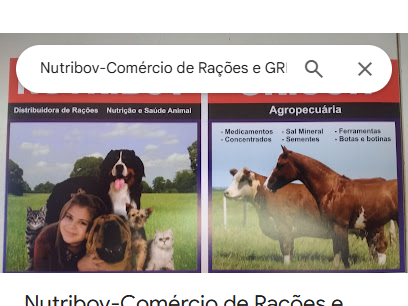 Nutribov-Comércio de Rações e GRI
Distribuidora de Rações Nutrição e Saúde Animal
Agropecuária
- Medicamentos - Sal Mineral - Ferramentas
- Concentrados - Sementes - Botas e botinas
Nutribov-Comércio de Rações e